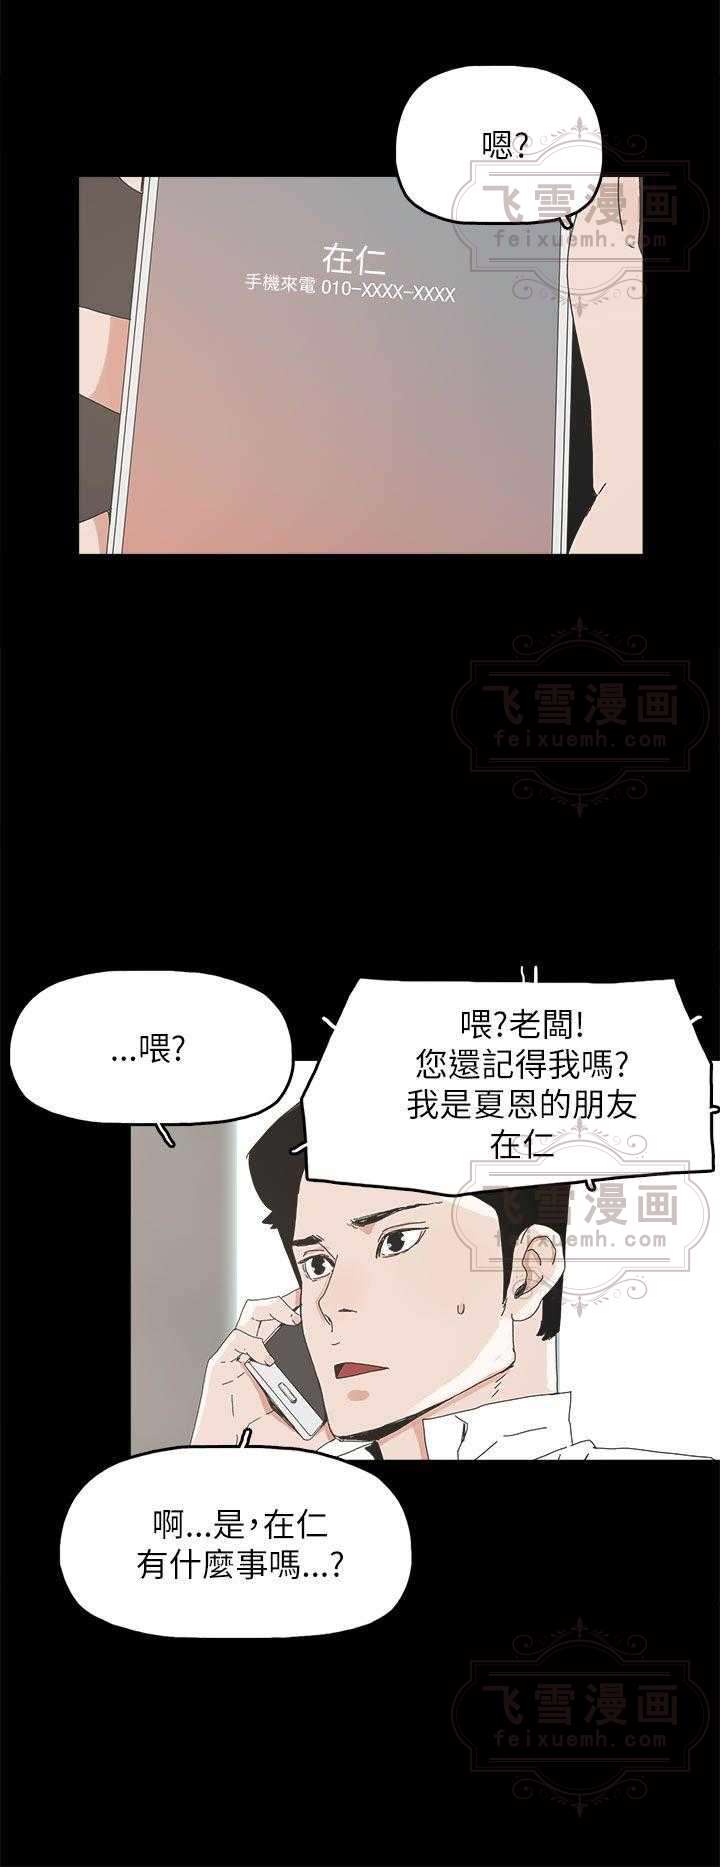 嗯?
飞雪漫画
feixuemh.com
在仁
手機來電 010-XXXX-XXXX
飞雪漫画
feixuemh.com
...喂?
喂?老闆!
您還記得我嗎?
我是夏恩的朋友
在仁
飞雪漫画
feixuemh.com
啊...是,在仁
有什麼事嗎...?
飞雪漫画
feixuemh.com